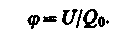 φ = U/Q₀.